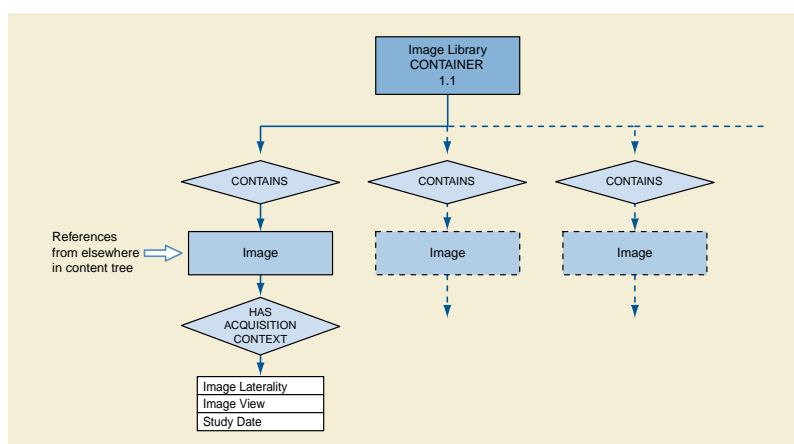 Image Library
CONTAINER
1.1
CONTAINS
CONTAINS
CONTAINS
References
from elsewhere
in content tree
Image
Image
Image
HAS
ACQUISITION
CONTEXT
Image Laterality
Image View
Study Date